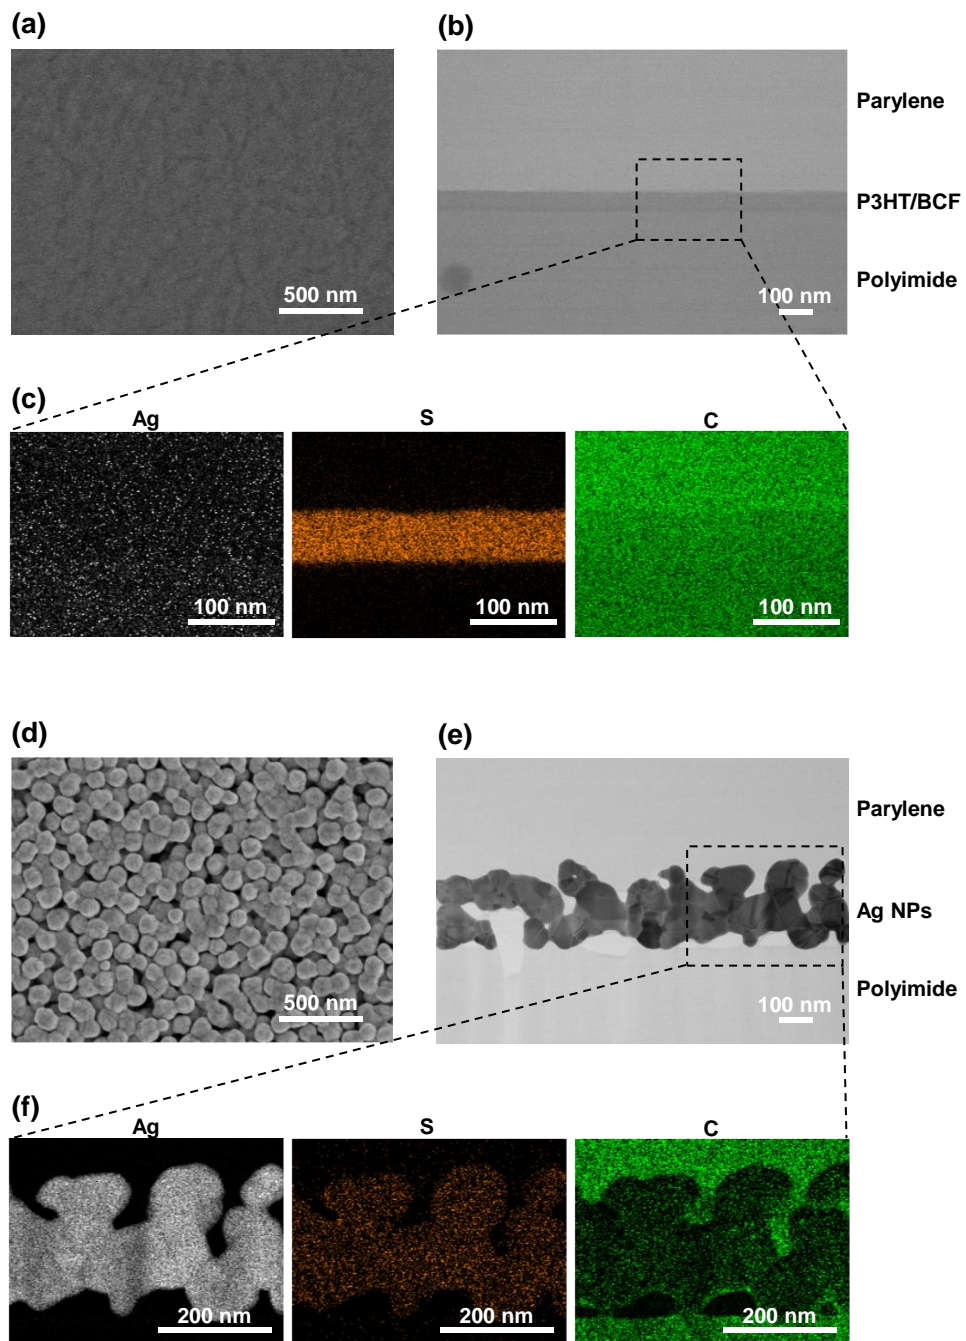 (a)
(b)
500 nm
Parylene
P3HT/BCF
Polyimide
100 nm
(c)
Ag
S
C
100 nm
100 nm
100 nm
(d)
(e)
500 nm
Parylene
Ag NPs
Polyimide
100 nm
(f)
Ag
S
C
200 nm
200 nm
200 nm